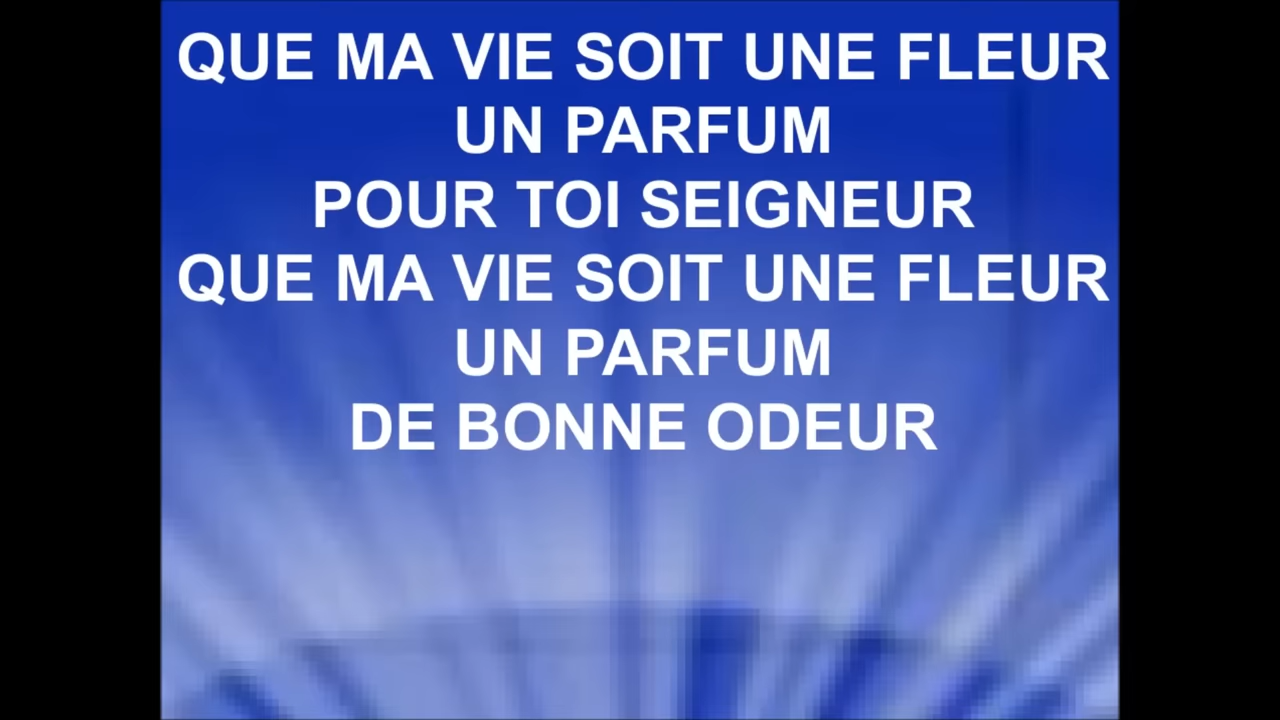 QUE MA VIE SOIT UNE FLEUR
UN PARFUM
POUR TOI SEIGNEUR
QUE MA VIE SOIT UNE FLEUR
UN PARFUM
DE BONNE ODEUR